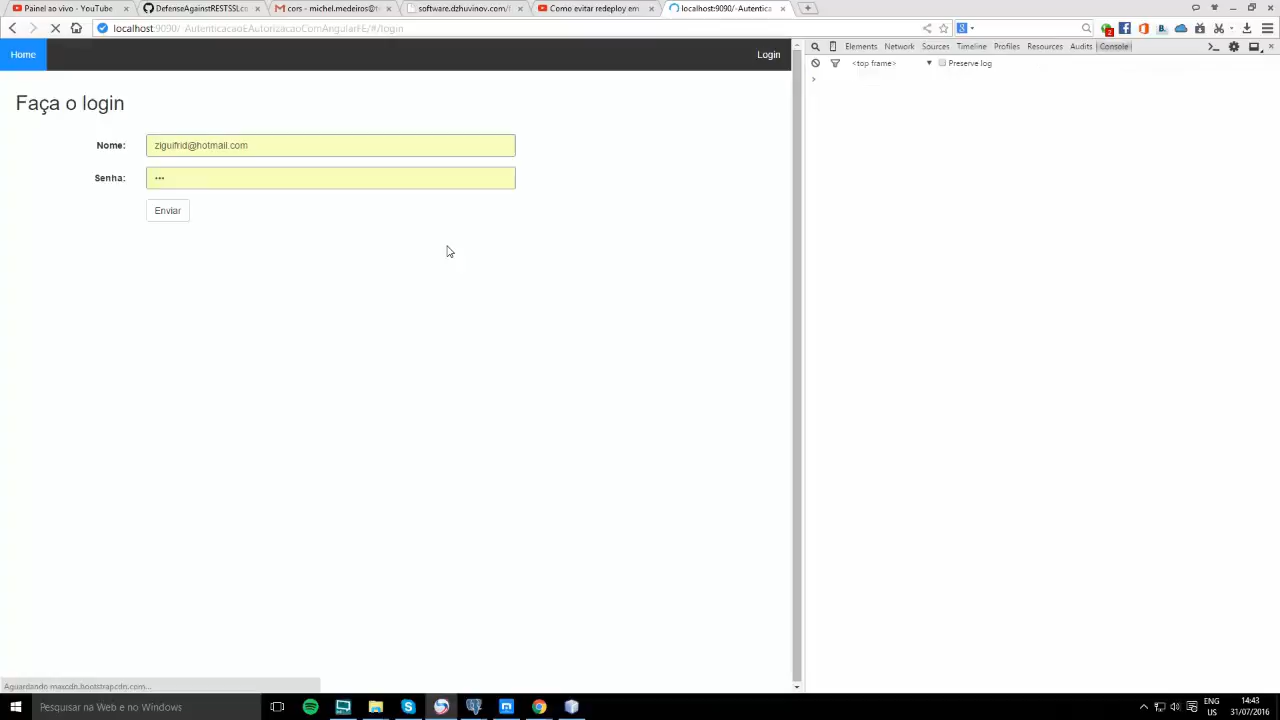 Painel ao vivo - YouTube
DefenseAgainstRESTSSI.co
cors - michel.medeiros@t
software.dzhuvinov.com/f
Como evitar redeploy em
localhost:9090/-Autentica
localhost:9090/ AutenticacaoEAutorizacaoComAngularFE/#/login
2
Home
Login
Elements Network Sources Timeline Profiles Resources Audits Console
<top frame> ▼ Preserve log
>
Faça o login
Nome: ziguifrid@hotmail.com
Senha: •••
Enviar
Aguardando maxcdn.bootstrapcdn.com...
Pesquisar na Web e no Windows
ENG
US
14:43
31/07/2016